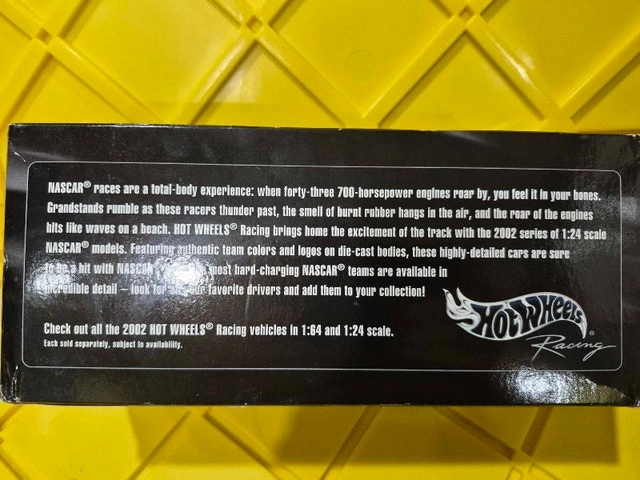 NASCAR® races are a total-body experience: when forty-three 700-horsepower engines roar by, you feel it in your bones.
Grandstands rumble as these racers thunder past, the smell of burnt rubber hangs in the air, and the roar of the engines
hits like waves on a beach. HOT WHEELS® Racing brings home the excitement of the track with the 2002 series of 1:24 scale
NASCAR® models. Featuring authentic team colors and logos on die-cast bodies, these highly-detailed cars are sure
to be a hit with NASCAR most hard-charging NASCAR® teams are available in
incredible detail – look for your favorite drivers and add them to your collection!
Check out all the 2002 HOT WHEELS® Racing vehicles in 1:64 and 1:24 scale.
Each sold separately, subject to availability.
HOT WHEELS®
Racing